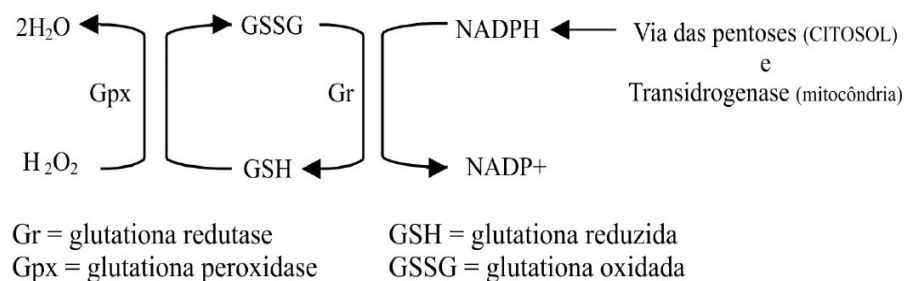 2H₂O GSSG NADPH Via das pentoses (CITOSOL)
e
Gpx Gr Transidrogenase (mitocôndria)
H₂O₂ GSH NADP+
Gr = glutationa redutase GSH = glutationa reduzida
Gpx = glutationa peroxidase GSSG = glutationa oxidada